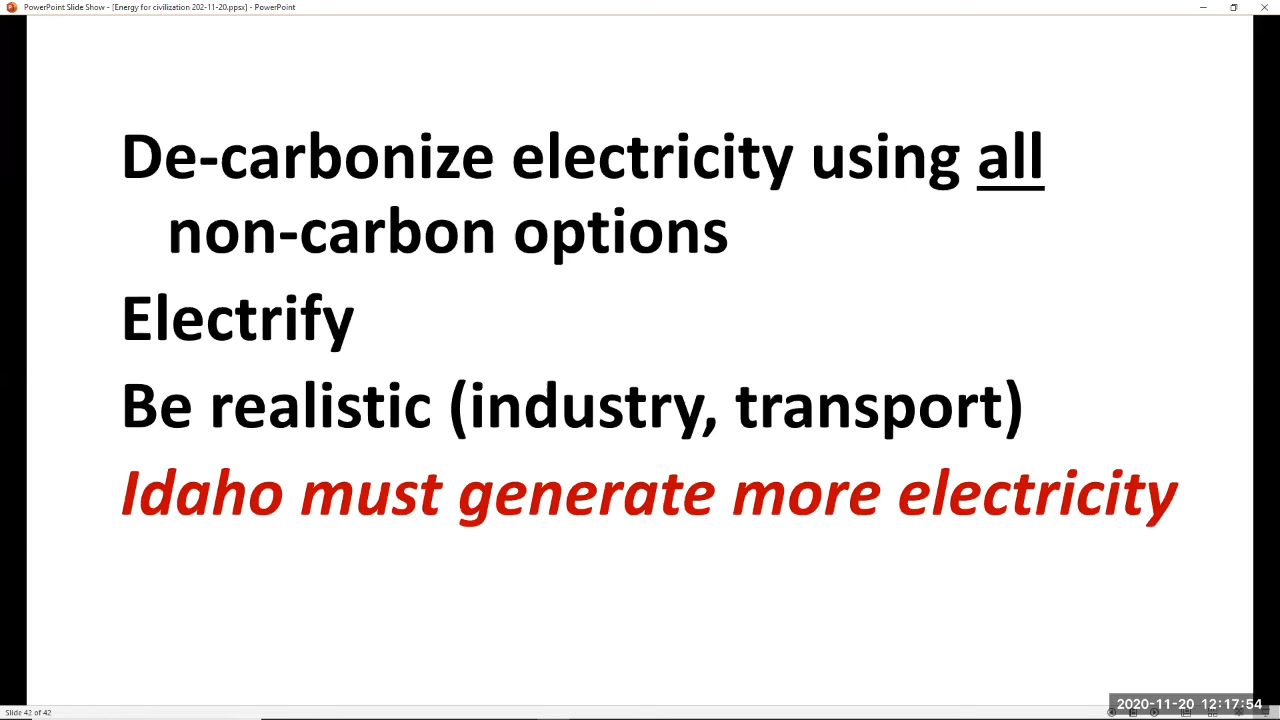 PowerPoint Slide Show - [Energy for civilization 202-11-20.ppsx] - PowerPoint
De-carbonize electricity using all
non-carbon options
Electrify
Be realistic (industry, transport)
Idaho must generate more electricity
2020-11-20 12:17:54
Slide 42 of 42